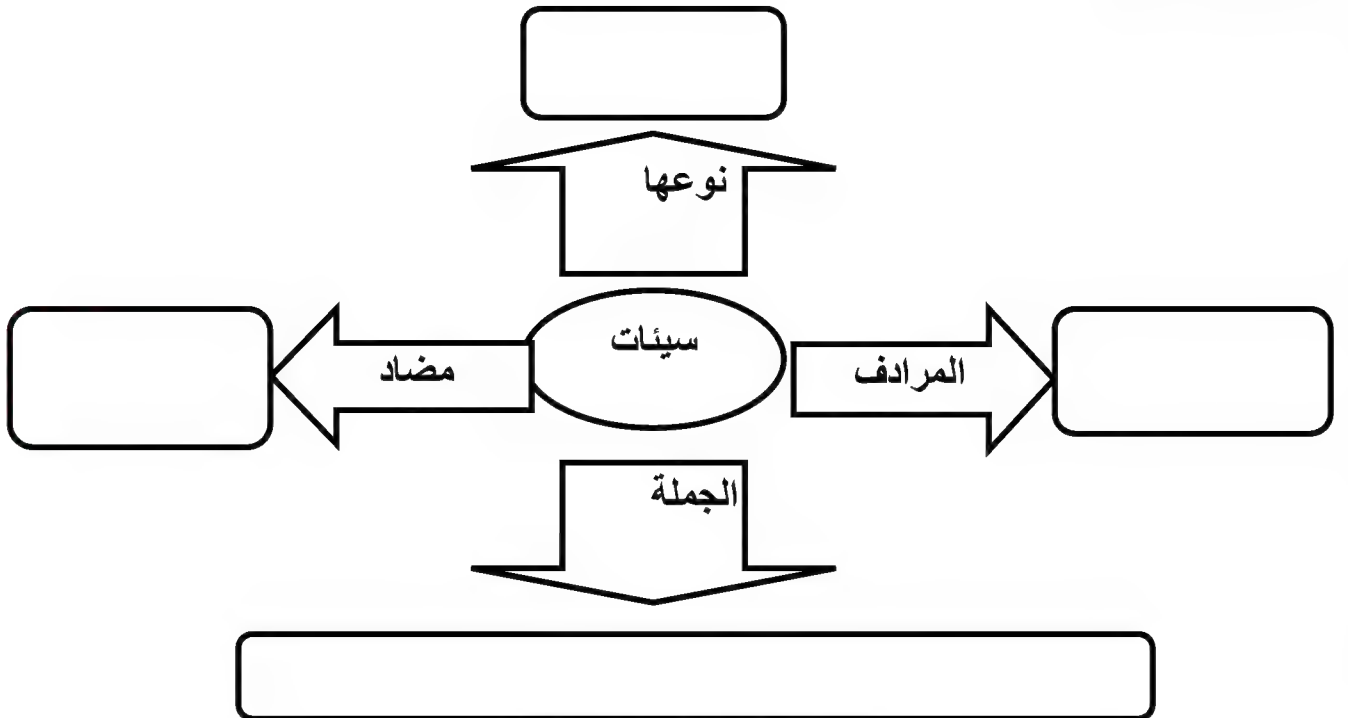 نوعها
سيئات
المرادف
مضاد
الجملة